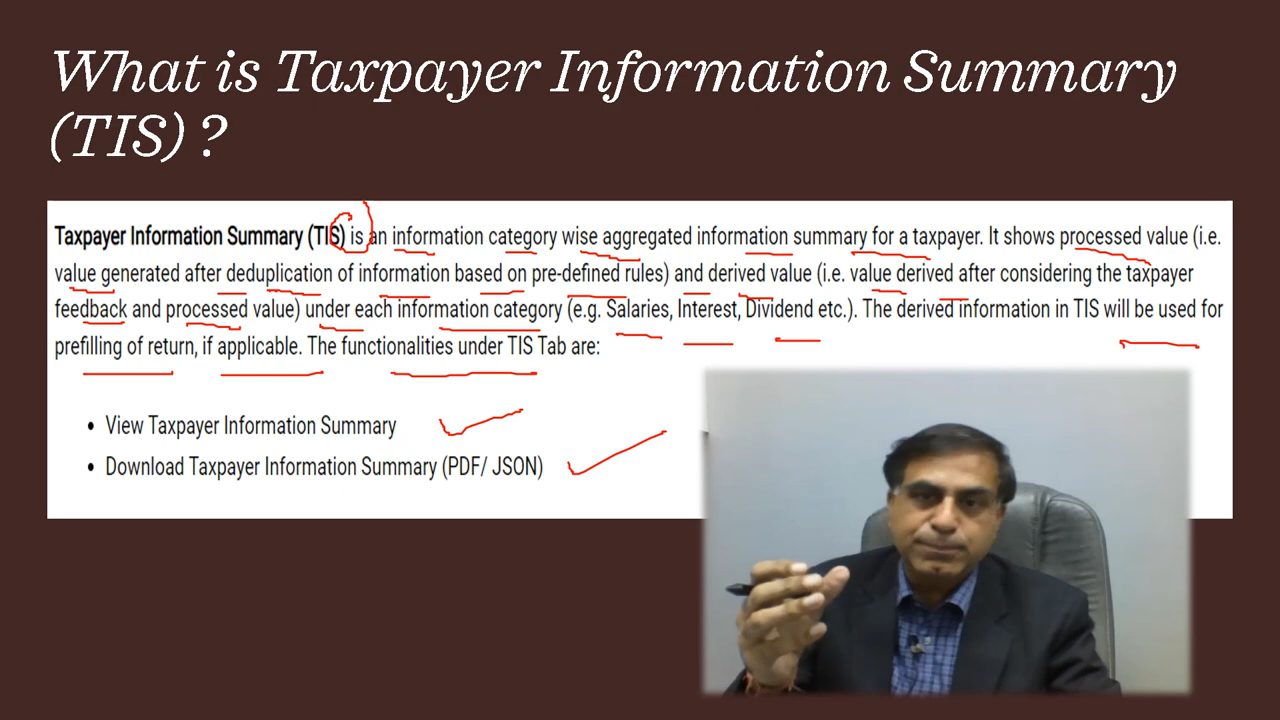 What is Taxpayer Information Summary
(TIS) ?
Taxpayer Information Summary (TIS) is an information category wise aggregated information summary for a taxpayer. It shows processed value (i.e.
value generated after deduplication of information based on pre-defined rules) and derived value (i.e. value derived after considering the taxpayer
feedback and processed value) under each information category (e.g. Salaries, Interest, Dividend etc.). The derived information in TIS will be used for
prefilling of return, if applicable. The functionalities under TIS Tab are:
• View Taxpayer Information Summary
• Download Taxpayer Information Summary (PDF/ JSON)